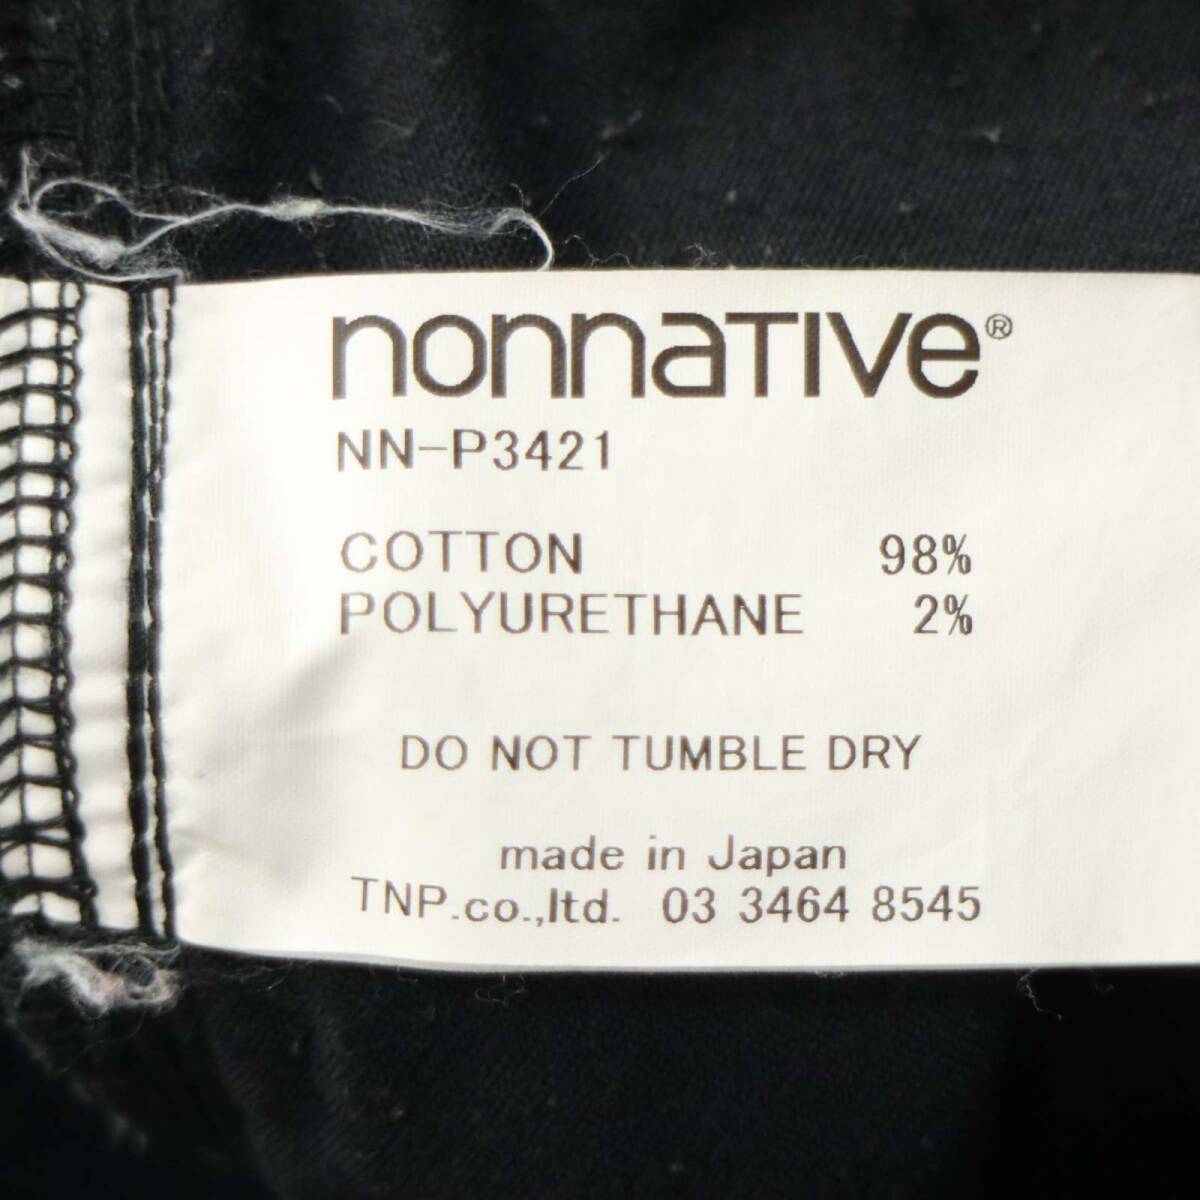 nonnative®
NN-P3421
COTTON 98%
POLYURETHANE 2%
DO NOT TUMBLE DRY
made in Japan
TNP.co.,ltd. 03 3464 8545